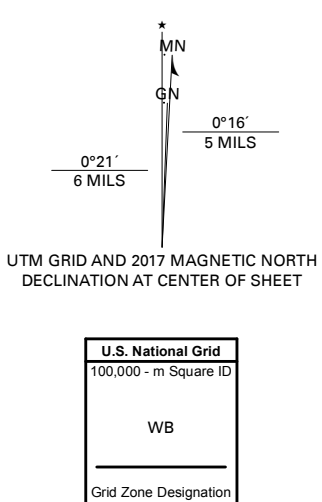 MN
GN
0°16´
5 MILS
0°21´
6 MILS
UTM GRID AND 2017 MAGNETIC NORTH
DECLINATION AT CENTER OF SHEET
U.S. National Grid
100,000 - m Square ID
WB
Grid Zone Designation